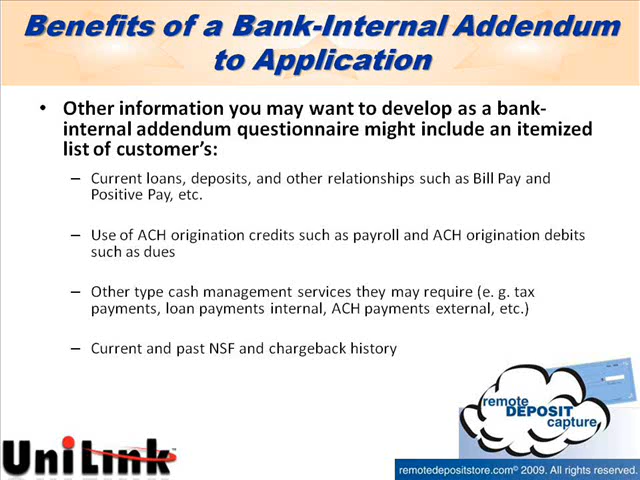 Benefits of a Bank-Internal Addendum
to Application
• Other information you may want to develop as a bank-
internal addendum questionnaire might include an itemized
list of customer's:
– Current loans, deposits, and other relationships such as Bill Pay and
Positive Pay, etc.
– Use of ACH origination credits such as payroll and ACH origination debits
such as dues
– Other type cash management services they may require (e. g. tax
payments, loan payments internal, ACH payments external, etc.)
– Current and past NSF and chargeback history
remote
DEPOSIT
capture
UniLink
remotedepositstore.com© 2009. All rights reserved.